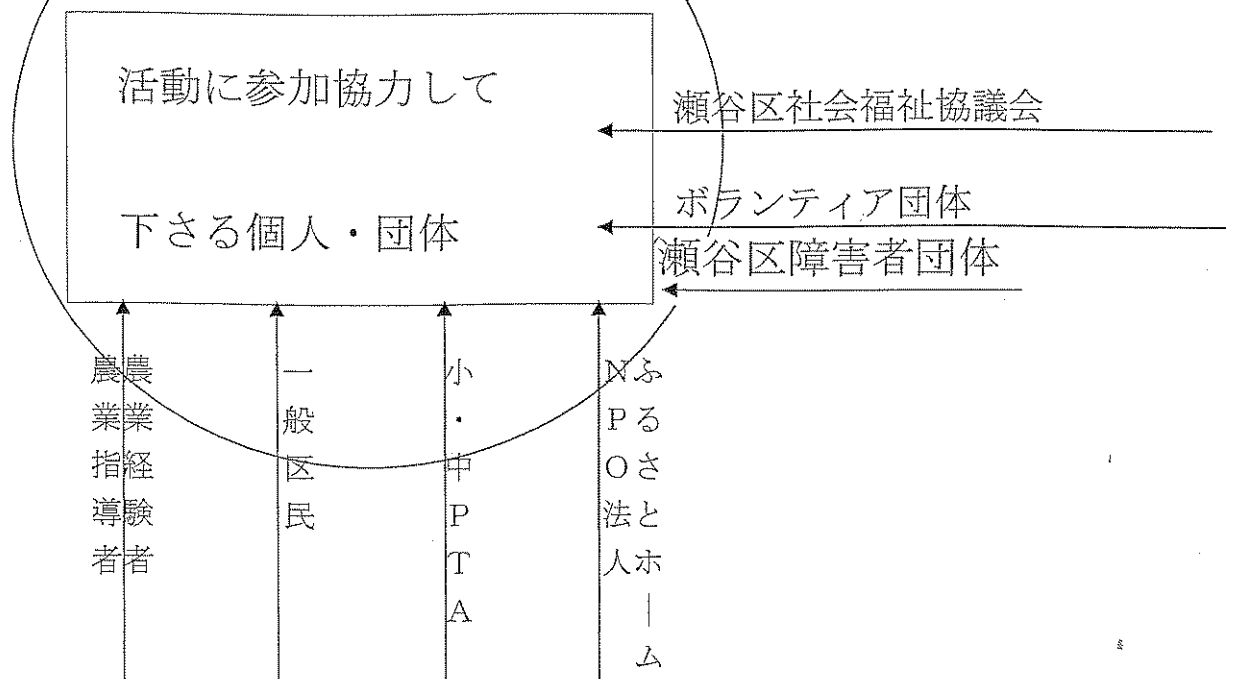 活動に参加協力して
下さる個人・団体
瀬谷区社会福祉協議会
ボランティア団体
瀬谷区障害者団体
農業経験者
農業指導者
一般区民
小・中PTA
ふるさとホーム
NPO法人